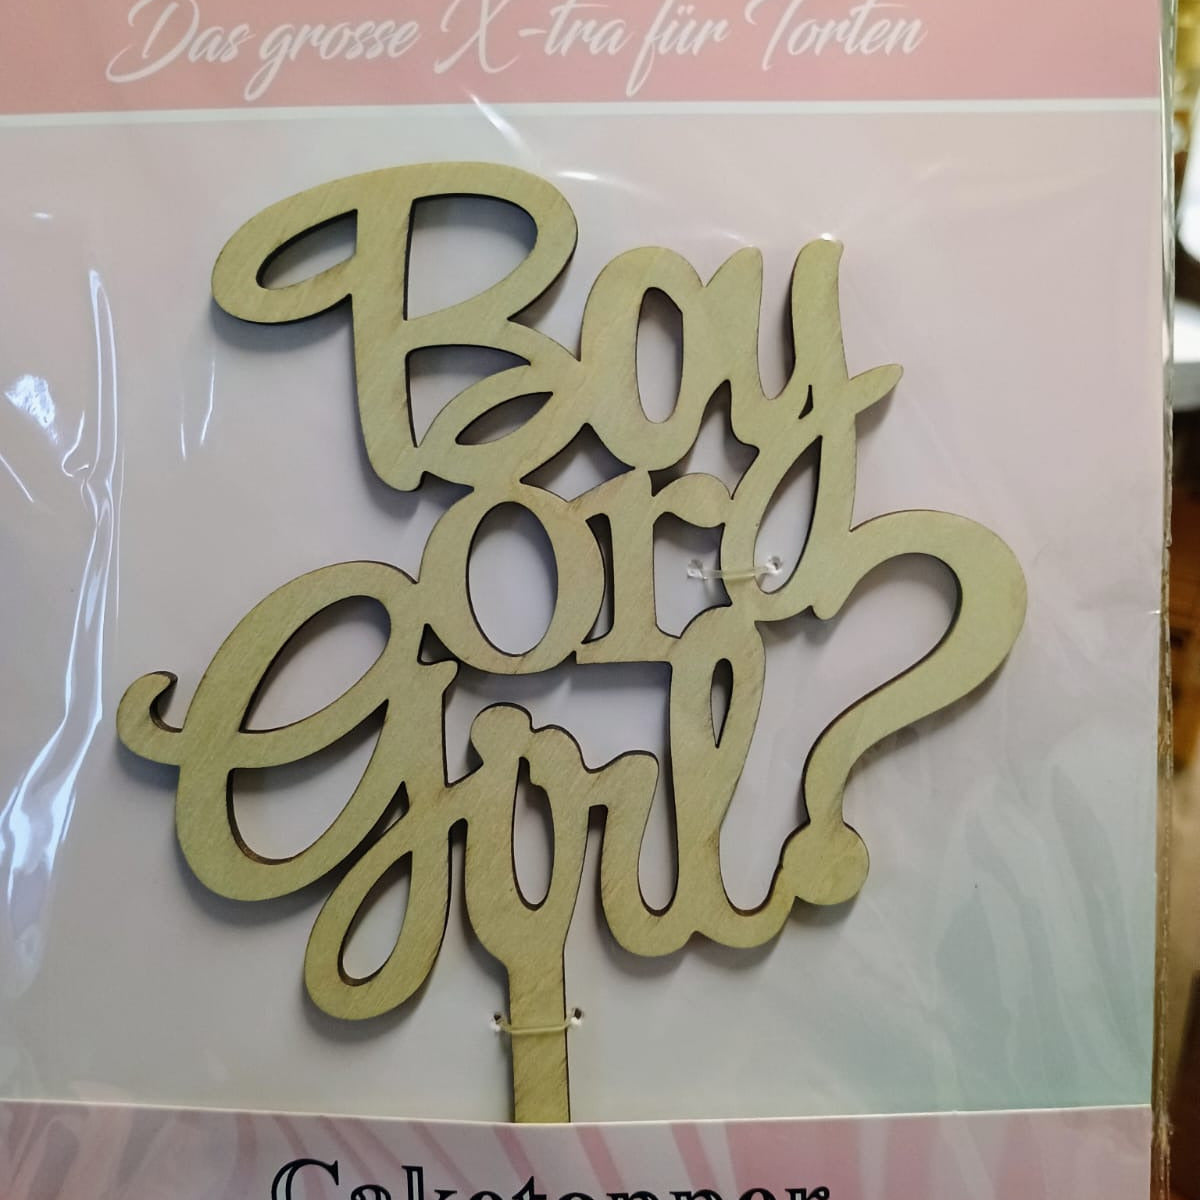 Das grosse X-tra für Torten
Boy
or
Girl?
Caketopper